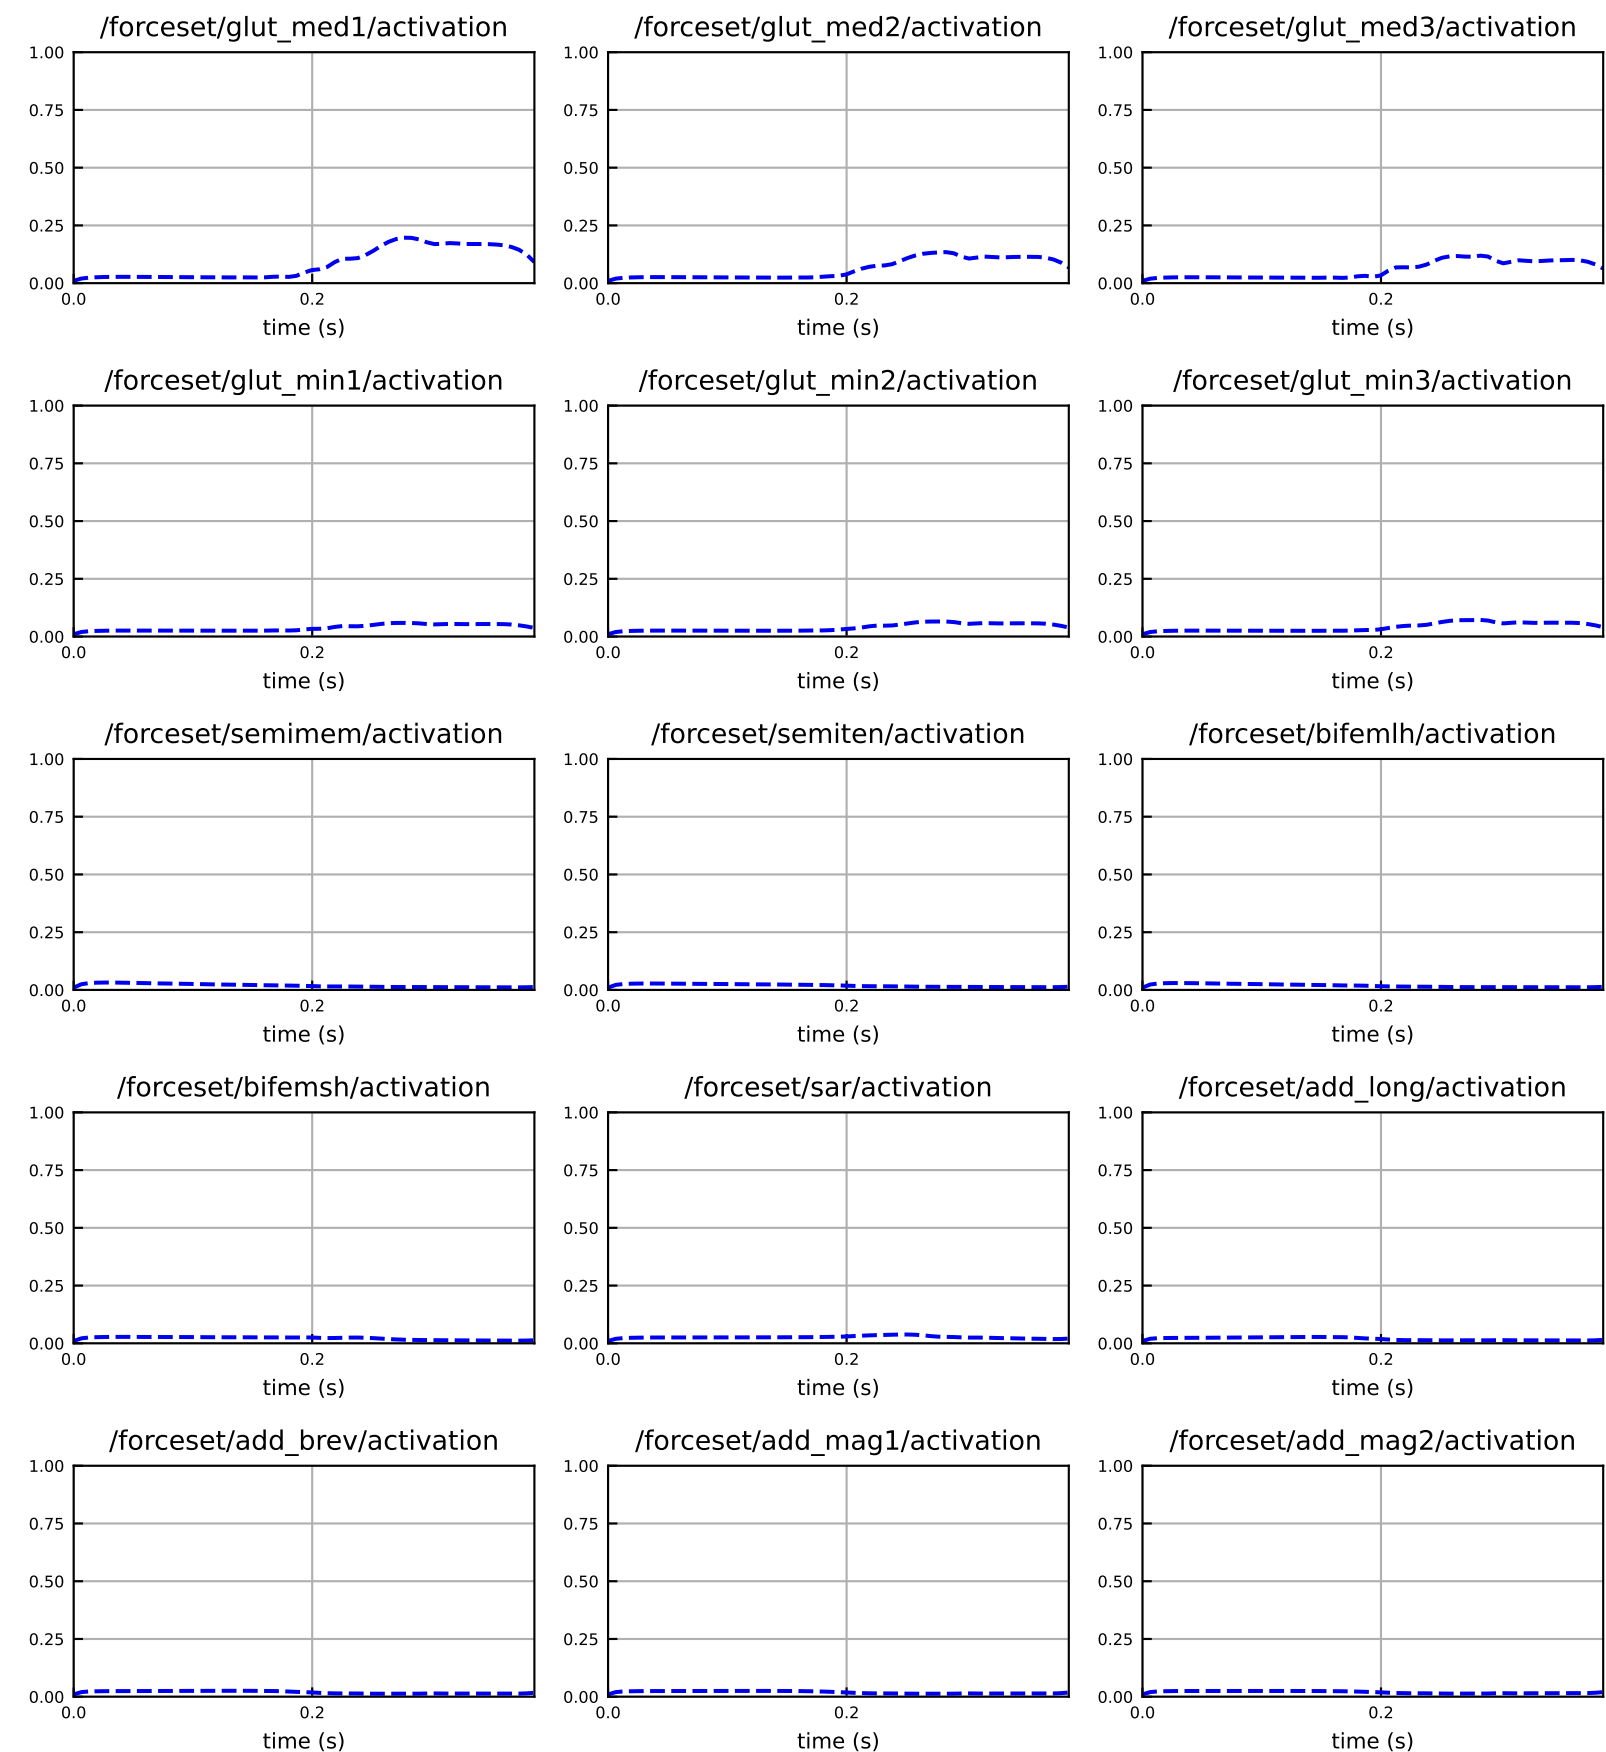 /forceset/glut_med1/activation /forceset/glut_med2/activation /forceset/glut_med3/activation
1.00 1.00 1.00
0.75 0.75 0.75
0.50 0.50 0.50
0.25 0.25 0.25
0.00 0.00 0.00
0.0 0.2 0.0 0.2 0.0 0.2
time (s) time (s) time (s)
/forceset/glut_min1/activation /forceset/glut_min2/activation /forceset/glut_min3/activation
1.00 1.00 1.00
0.75 0.75 0.75
0.50 0.50 0.50
0.25 0.25 0.25
0.00 0.00 0.00
0.0 0.2 0.0 0.2 0.0 0.2
time (s) time (s) time (s)
/forceset/semimem/activation /forceset/semiten/activation /forceset/bifemlh/activation
1.00 1.00 1.00
0.75 0.75 0.75
0.50 0.50 0.50
0.25 0.25 0.25
0.00 0.00 0.00
0.0 0.2 0.0 0.2 0.0 0.2
time (s) time (s) time (s)
/forceset/bifemsh/activation /forceset/sar/activation /forceset/add_long/activation
1.00 1.00 1.00
0.75 0.75 0.75
0.50 0.50 0.50
0.25 0.25 0.25
0.00 0.00 0.00
0.0 0.2 0.0 0.2 0.0 0.2
time (s) time (s) time (s)
/forceset/add_brev/activation /forceset/add_mag1/activation /forceset/add_mag2/activation
1.00 1.00 1.00
0.75 0.75 0.75
0.50 0.50 0.50
0.25 0.25 0.25
0.00 0.00 0.00
0.0 0.2 0.0 0.2 0.0 0.2
time (s) time (s) time (s)